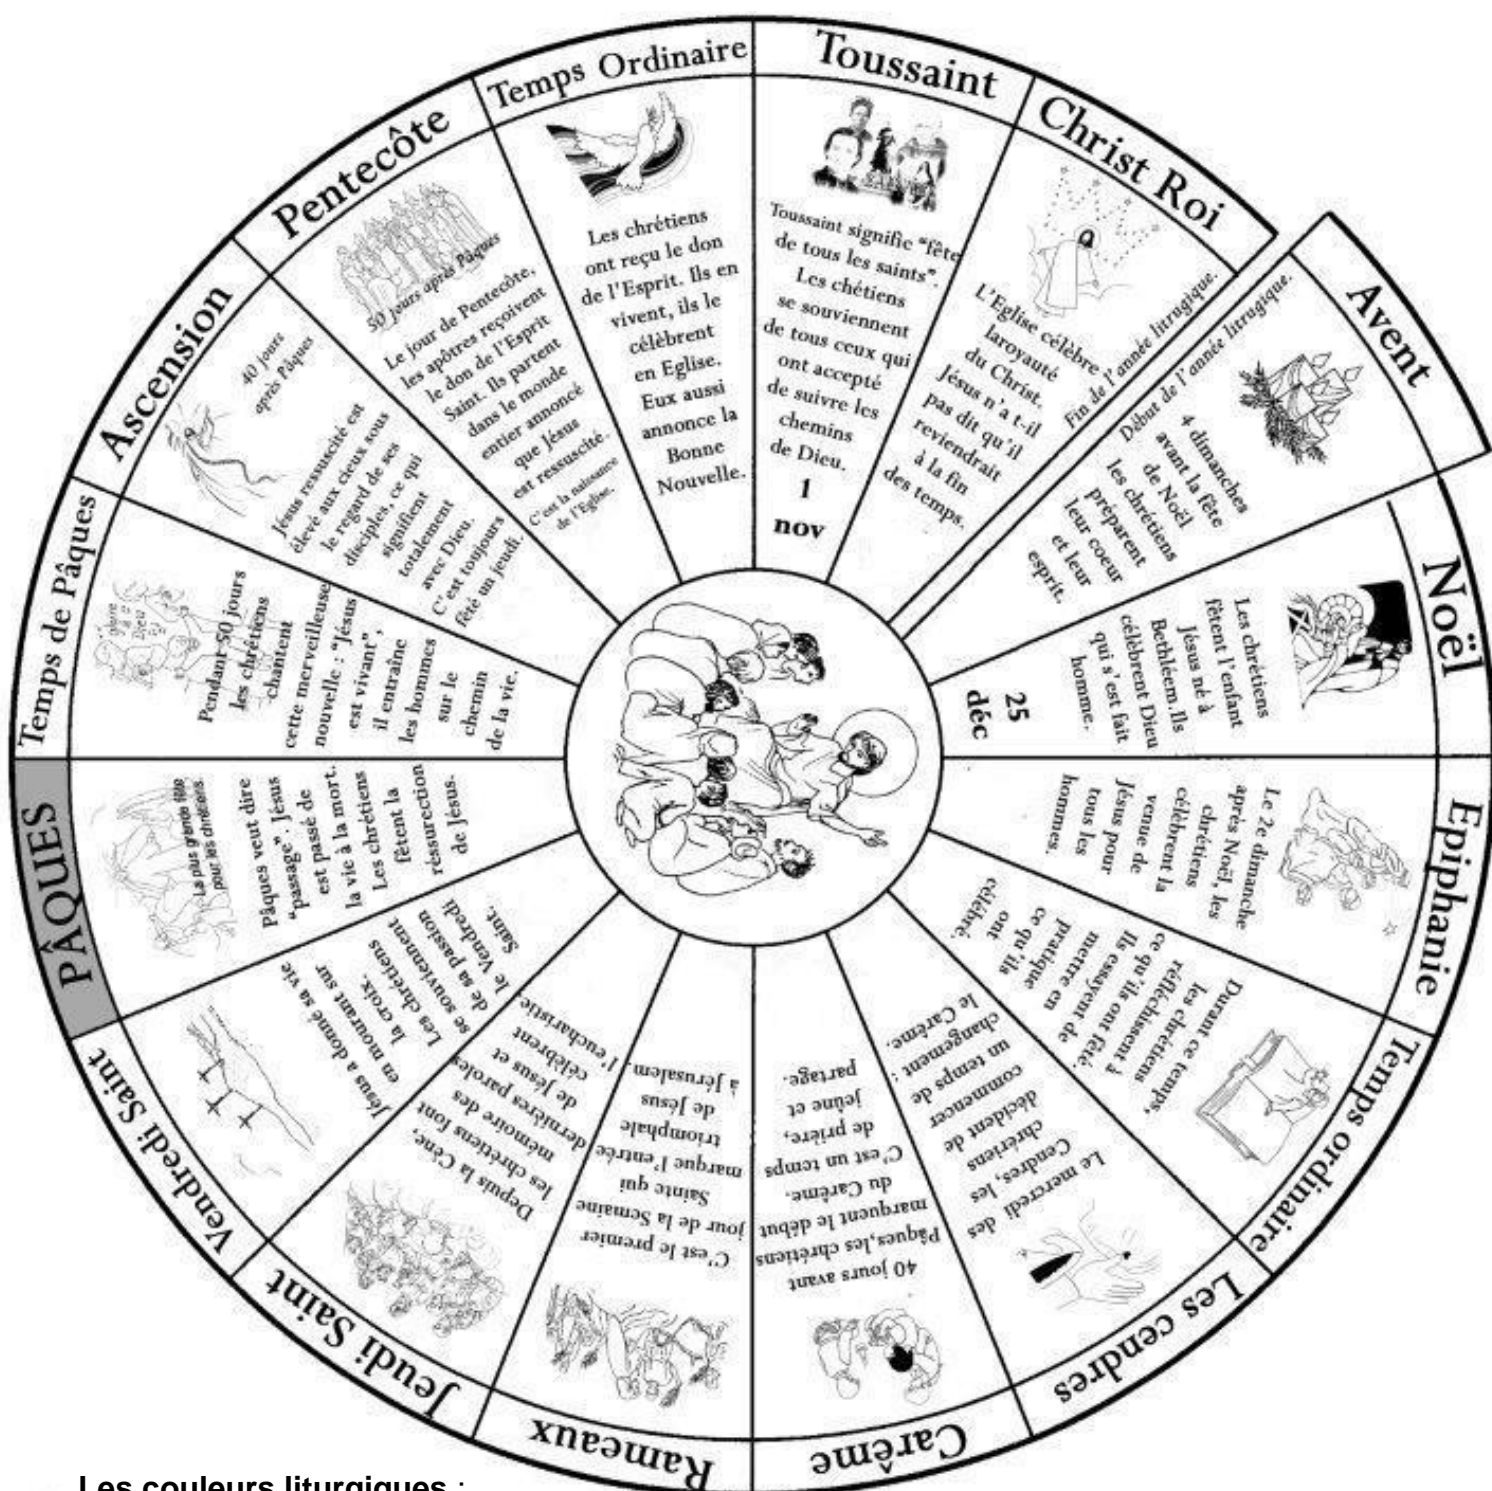 Toussaint
Toussaint signifie “fête
de tous les saints”.
Les chétiens
se souviennent
de tous ceux qui
ont accepté
de suivre les
chemins
de Dieu.
1
nov
Christ Roi
L'Eglise célèbre
laroyauté
du Christ.
Jésus n'a t-il
pas dit qu'il
reviendrait
à la fin
des temps.
Fin de l'année litrugique.
Avent
Début de l'année litrugique.
4 dimanches
avant la fête
de Noël
les chrétiens
préparent
leur coeur
et leur
esprit.
Noël
Les chrétiens
fêtent l'enfant
Jésus né à
Bethléem. Ils
célèbrent Dieu
qui s'est fait
homme.
25
déc
Epiphanie
Le 2e dimanche
après Noël, les
chrétiens
célèbrent la
venue de
Jésus pour
tous les
hommes.
Temps ordinaire
Durant ce temps,
les chrétiens
réfléchissent à
ce qu'ils ont fêté.
Ils essayent de
mettre en
pratique
ce qu'ils
ont
célébré.
Les cendres
Le mercredi des
Cendres, les
chrétiens
décident de
commencer
un temps de
changement :
le Carême.
Carême
40 jours avant
Pâques,les chrétiens
marquent le début
du Carême.
C'est un temps
de prière,
jeûne et
partage.
Rameaux
C'est le premier
jour de la Semaine
Sainte qui
marque l'entrée
triomphale
de Jésus
à Jérusalem.
Jeudi Saint
Depuis la Cène,
les chrétiens font
mémoire des
dernières paroles
de Jésus et
célèbrent
l'eucharistie.
Vendredi Saint
Jésus a donné sa vie
en mourant sur
la croix.
Les chrétiens
se souviennent
de sa passion
le Vendredi
Saint.
PÂQUES
La plus grande fête
pour les chrétiens.
Pâques veut dire
“passage”. Jésus
est passé de
la vie à la mort.
Les chrétiens
fêtent la
réssurection
de Jésus.
Temps de Pâques
gloire
à
Dieu
Pendant 50 jours
les chrétiens
chantent
cette merveilleuse
nouvelle : “Jésus
est vivant”,
il entraîne
les hommes
sur le
chemin
de la vie.
Ascension
40 jours
après Pâques
Jésus ressuscité est
élevé aux cieux sous
le regard de ses
disciples, ce qui
signifient
totalement
avec Dieu.
C'est toujours
fêté un jeudi.
Pentecôte
50 jours après Pâques
Le jour de Pentecôte,
les apôtres reçoivent
le don de l'Esprit
Saint. Ils partent
dans le monde
entier annoncé
que Jésus
est ressuscité.
C'est la naissance
de l'Eglise.
Temps Ordinaire
Les chrétiens
ont reçu le don
de l'Esprit. Ils en
vivent, ils le
célèbrent
en Eglise.
Eux aussi
annonce la
Bonne
Nouvelle.
Les couleurs liturgiques :